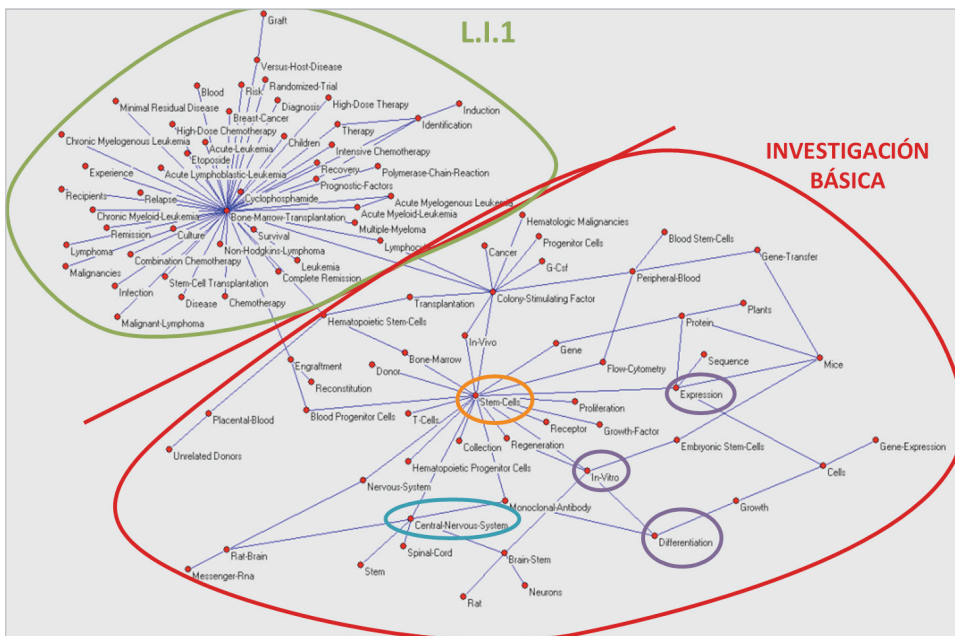 Graft
L.I.1
Versus-Host-Disease
Blood
Risk
Randomized-Trial
Minimal Residual Disease
Diagnosis
High-Dose Therapy
Induction
Breast-Cancer
Identification
High-Dose Chemotherapy
Therapy
Chronic Myelogenous Leukemia
Acute-Leukemia
Children
Intensive Chemotherapy
Etoposide
INVESTIGACIÓN
BÁSICA
Experience
Acute Lymphoblastic-Leukemia
Recovery
Polymerase-Chain-Reaction
Prognostic-Factors
Recipients
Relapse
Cyclophosphamide
Acute Myelogenous Leukemia
Chronic Myeloid-Leukemia
Bone-Marrow-Transplantation
Acute Myeloid-Leukemia
Hematologic Malignancies
Remission
Culture
Survival
Multiple-Myeloma
Blood Stem-Cells
Lymphoma
Non-Hodgkins-Lymphoma
Lymphocyt
Progenitor Cells
Cancer
Gene-Transfer
Combination Chemotherapy
Malignancies
Leukemia
G-Csf
Complete Remission
Peripheral-Blood
Stem-Cell Transplantation
Infection
Disease
Chemotherapy
Transplantation
Colony-Stimulating Factor
Malignant-Lymphoma
Hematopoietic Stem-Cells
Protein
Plants
In-Vivo
Gene
Bone-Marrow
Sequence
Mice
Engraftment
Donor
Flow-Cytometry
Reconstitution
Stem-Cells
Expression
Placental-Blood
Blood Progenitor Cells
T-Cells
Proliferation
Receptor
Growth-Factor
Collection
Regeneration
Embryonic Stem-Cells
Gene-Expression
Unrelated Donors
Hematopoietic Progenitor Cells
In-Vitro
Cells
Nervous-System
Monoclonal-Antibody
Growth
Central-Nervous-System
Differentiation
Rat-Brain
Spinal-Cord
Brain-Stem
Messenger-Rna
Stem
Neurons
Rat